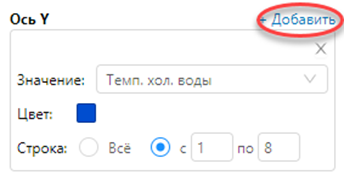 Ось Y + Добавить
Значение: Темп. хол. воды
Цвет:
Строка: Всё с 1 по 8